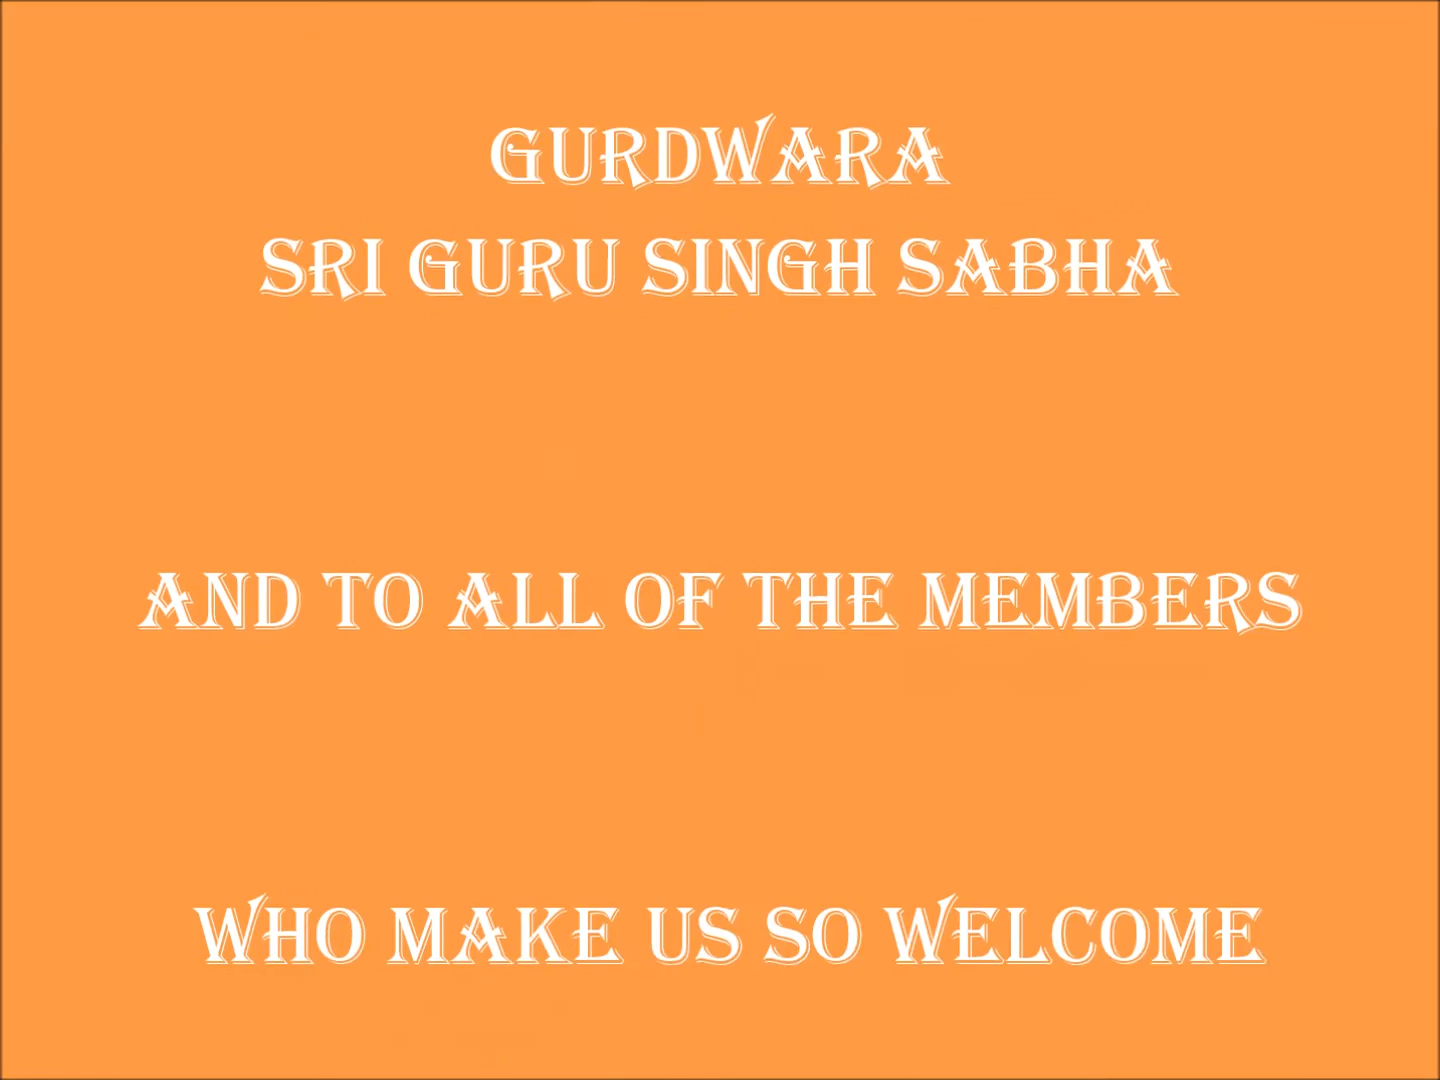 GURDWARA
SRI GURU SINGH SABHA
AND TO ALL OF THE MEMBERS
WHO MAKE US SO WELCOME